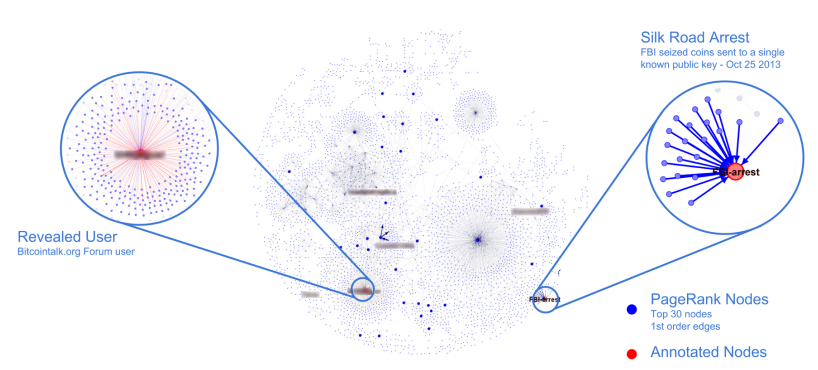 Silk Road Arrest
FBI seized coins sent to a single
known public key - Oct 25 2013
FBI-arrest
Revealed User
Bitcointalk.org Forum user
FBI-arrest
PageRank Nodes
Top 30 nodes
1st order edges
Annotated Nodes